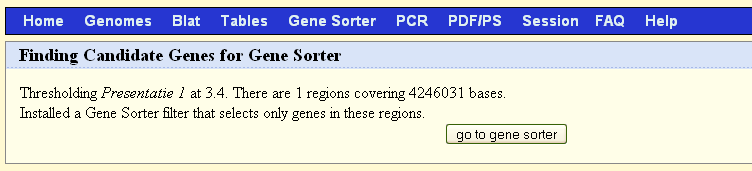 Home Genomes Blat Tables Gene Sorter PCR PDF/PS Session FAQ Help
Finding Candidate Genes for Gene Sorter
Thresholding Presentatie 1 at 3.4. There are 1 regions covering 4246031 bases.
Installed a Gene Sorter filter that selects only genes in these regions.
go to gene sorter